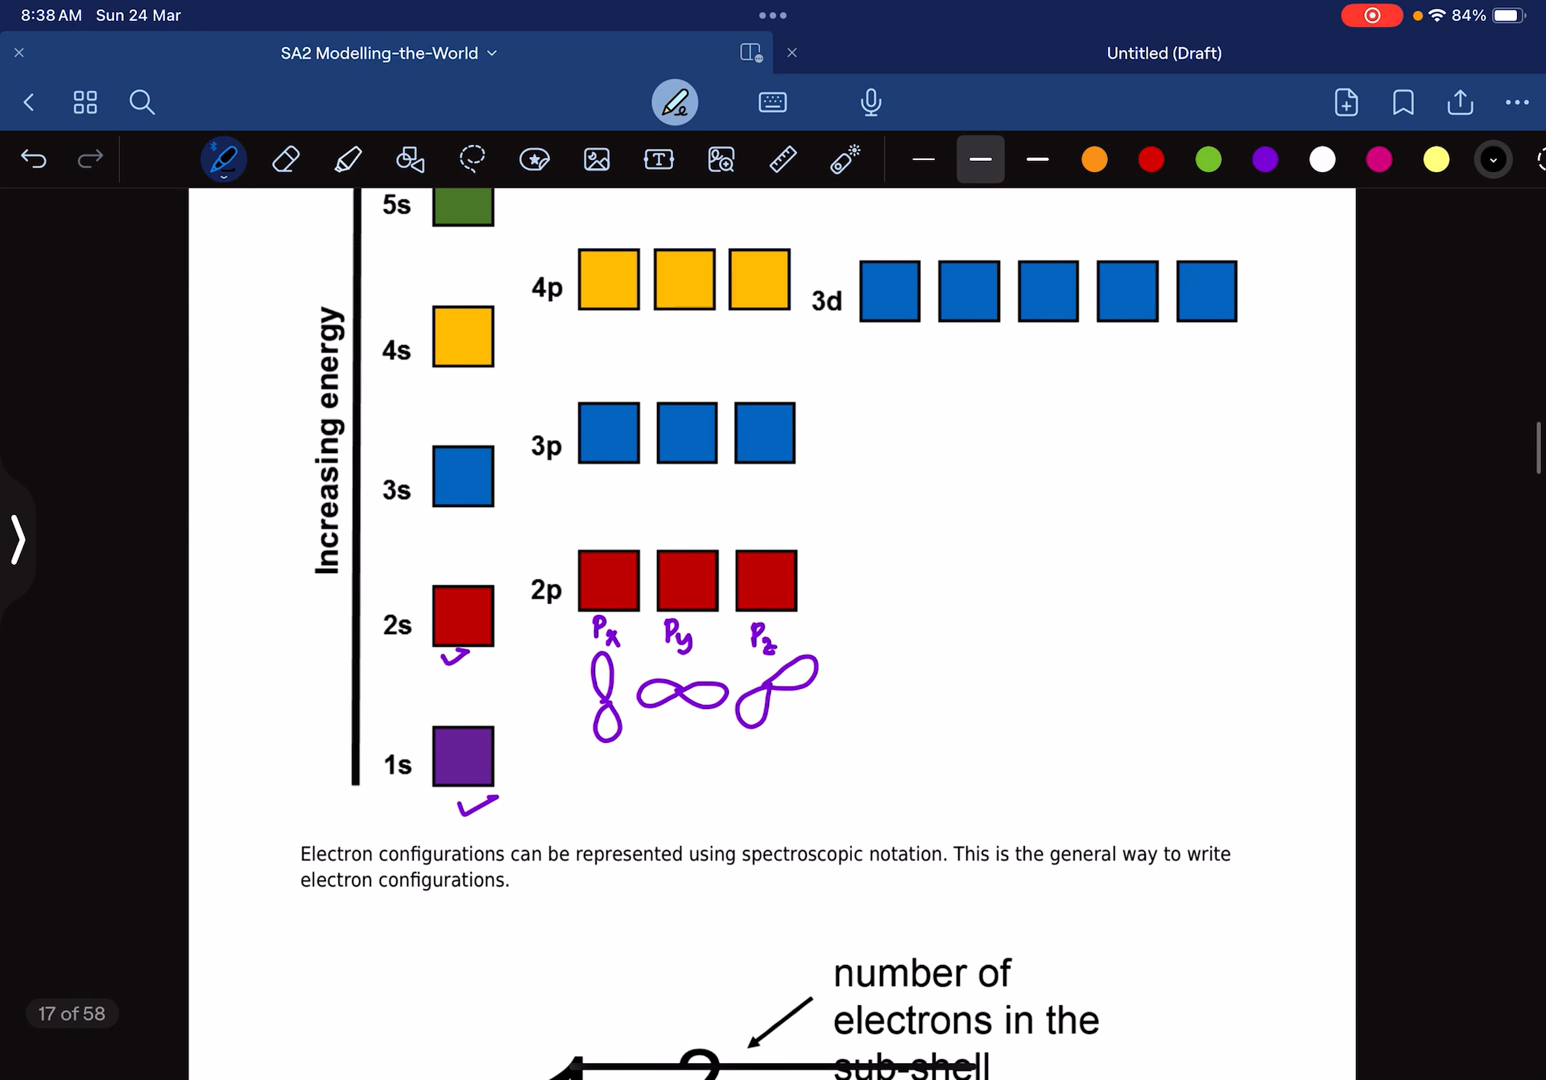 8:38 AM Sun 24 Mar
84%
SA2 Modelling-the-World
Untitled (Draft)
5s
4p
3d
4s
Increasing energy
3p
3s
2p
2s
Px Py Pz
1s
Electron configurations can be represented using spectroscopic notation. This is the general way to write
electron configurations.
number of
electrons in the
sub-shell
17 of 58